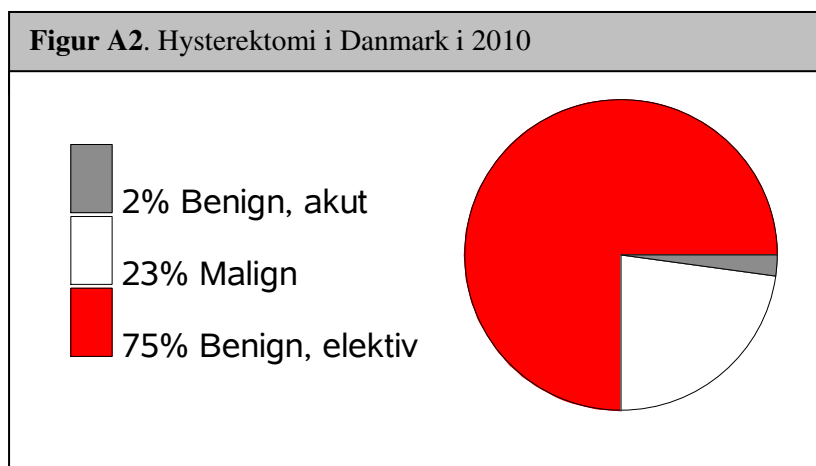 Figur A2. Hysterektomi i Danmark i 2010
2% Benign, akut
23% Malign
75% Benign, elektiv